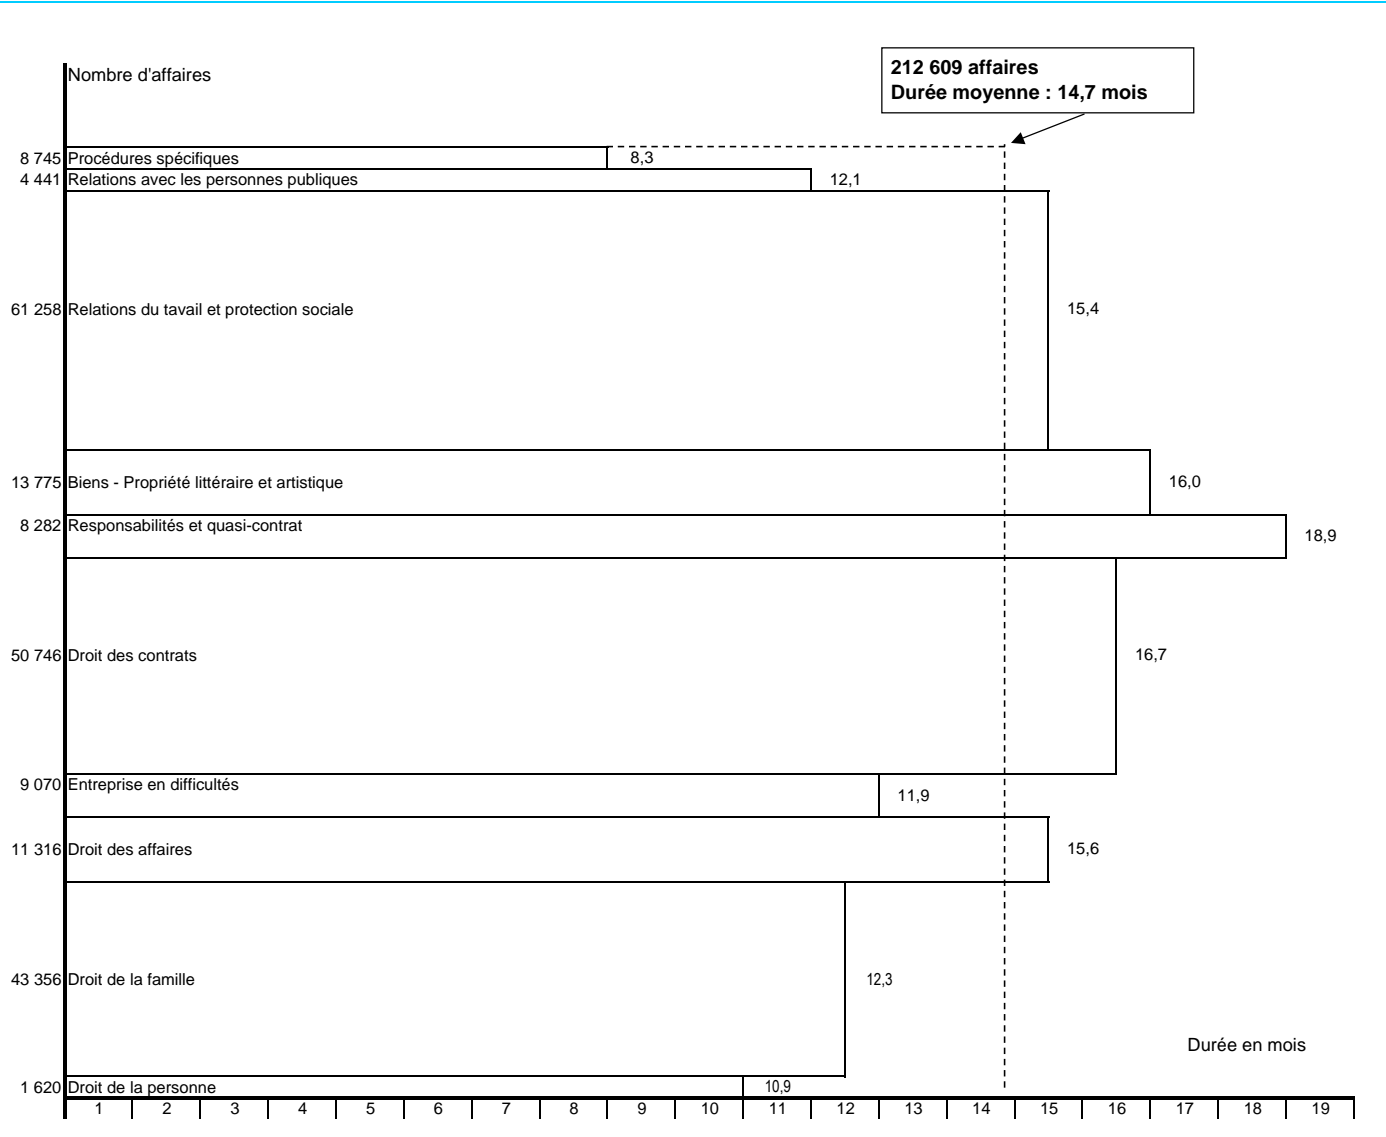 212 609 affaires
Durée moyenne : 14,7 mois
Nombre d'affaires
8 745 Procédures spécifiques 8,3
4 441 Relations avec les personnes publiques 12,1
61 258 Relations du tavail et protection sociale 15,4
13 775 Biens - Propriété littéraire et artistique 16,0
8 282 Responsabilités et quasi-contrat 18,9
50 746 Droit des contrats 16,7
9 070 Entreprise en difficultés 11,9
11 316 Droit des affaires 15,6
43 356 Droit de la famille 12,3
Durée en mois
1 620 Droit de la personne 10,9
1 2 3 4 5 6 7 8 9 10 11 12 13 14 15 16 17 18 19